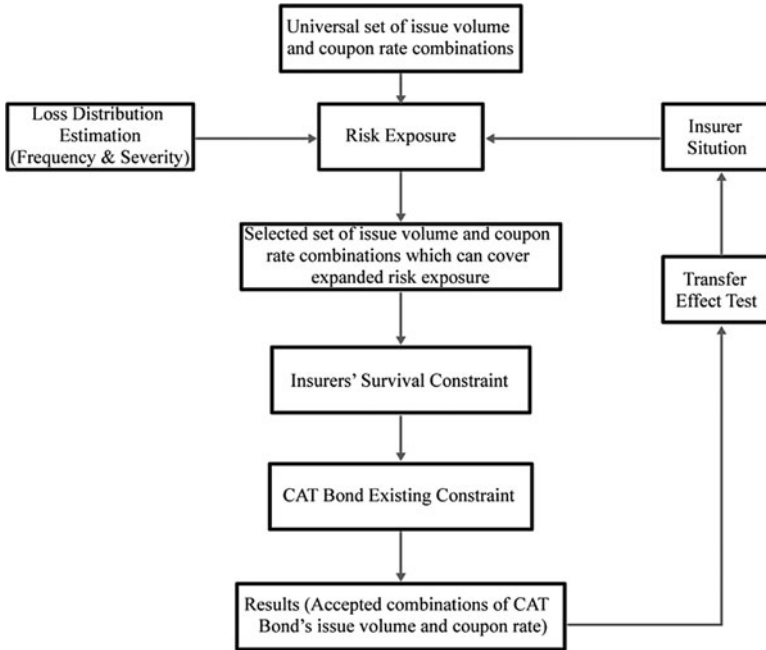 Universal set of issue volume
and coupon rate combinations
Loss Distribution
Estimation
(Frequency & Severity)
Risk Exposure
Insurer
Sitution
Selected set of issue volume and coupon
rate combinations which can cover
expanded risk exposure
Transfer
Effect Test
Insurers’ Survival Constraint
CAT Bond Existing Constraint
Results (Accepted combinations of CAT
Bond’s issue volume and coupon rate)